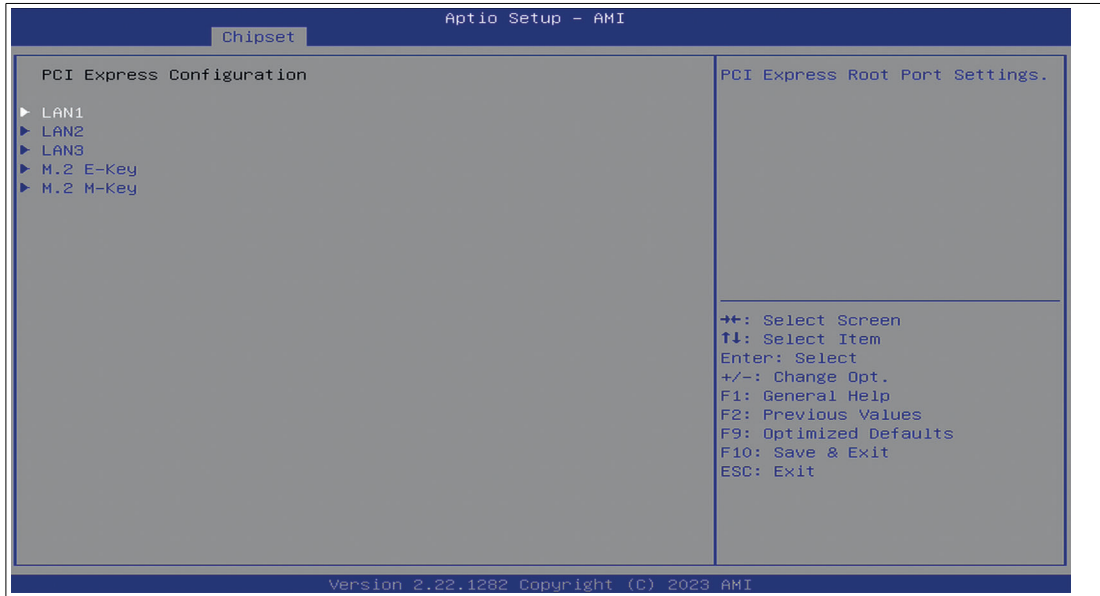 Aptio Setup – AMI
Chipset
PCI Express Configuration
▶ LAN1
▶ LAN2
▶ LAN3
▶ M.2 E-Key
▶ M.2 M-Key
PCI Express Root Port Settings.
→←: Select Screen
↑↓: Select Item
Enter: Select
+/-: Change Opt.
F1: General Help
F2: Previous Values
F9: Optimized Defaults
F10: Save & Exit
ESC: Exit
Version 2.22.1282 Copyright (C) 2023 AMI